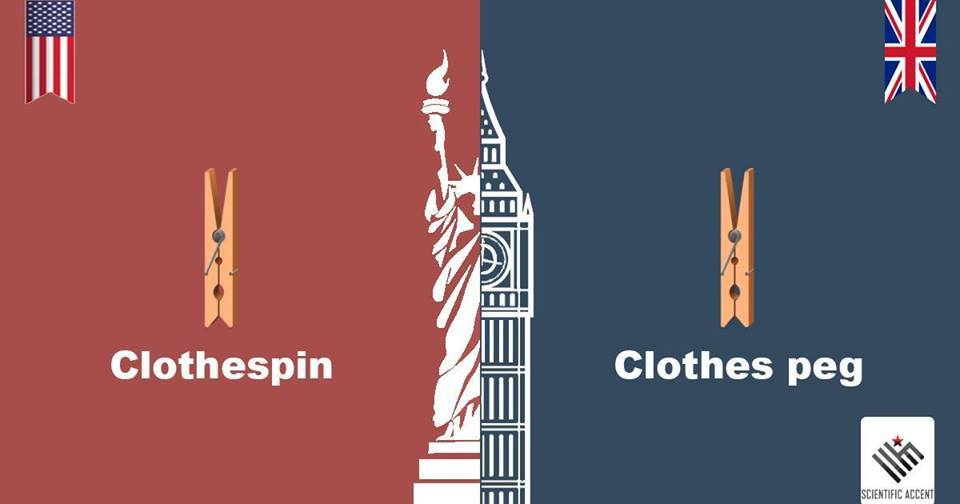 Clothespin
Clothes peg
SCIENTIFIC ACCENT